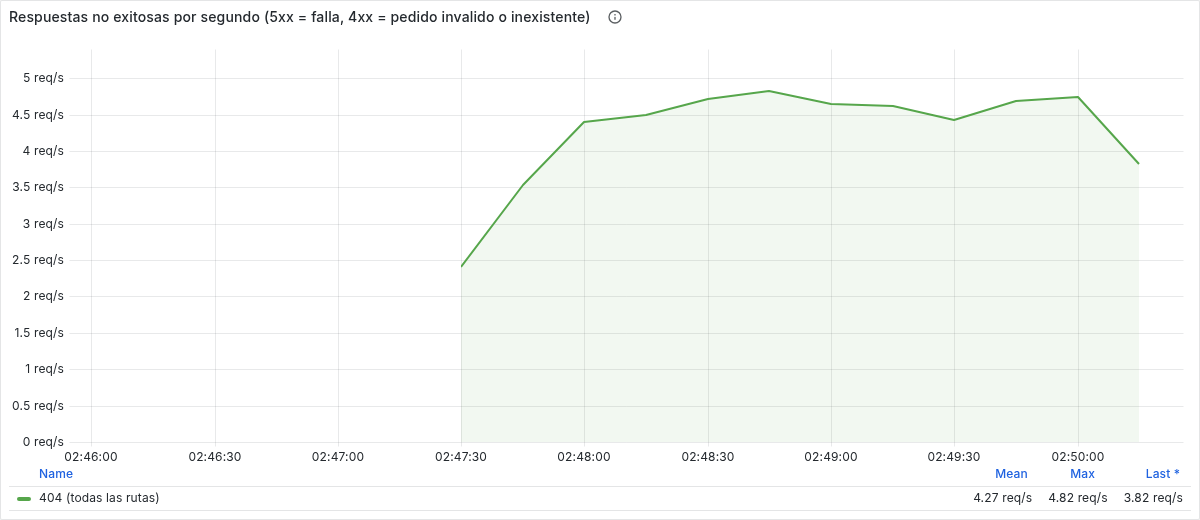 Respuestas no exitosas por segundo (5xx = falla, 4xx = pedido invalido o inexistente)
5 req/s
4.5 req/s
4 req/s
3.5 req/s
3 req/s
2.5 req/s
2 req/s
1.5 req/s
1 req/s
0.5 req/s
0 req/s
02:46:00 02:46:30 02:47:00 02:47:30 02:48:00 02:48:30 02:49:00 02:49:30 02:50:00
Name Mean Max Last *
404 (todas las rutas) 4.27 req/s 4.82 req/s 3.82 req/s